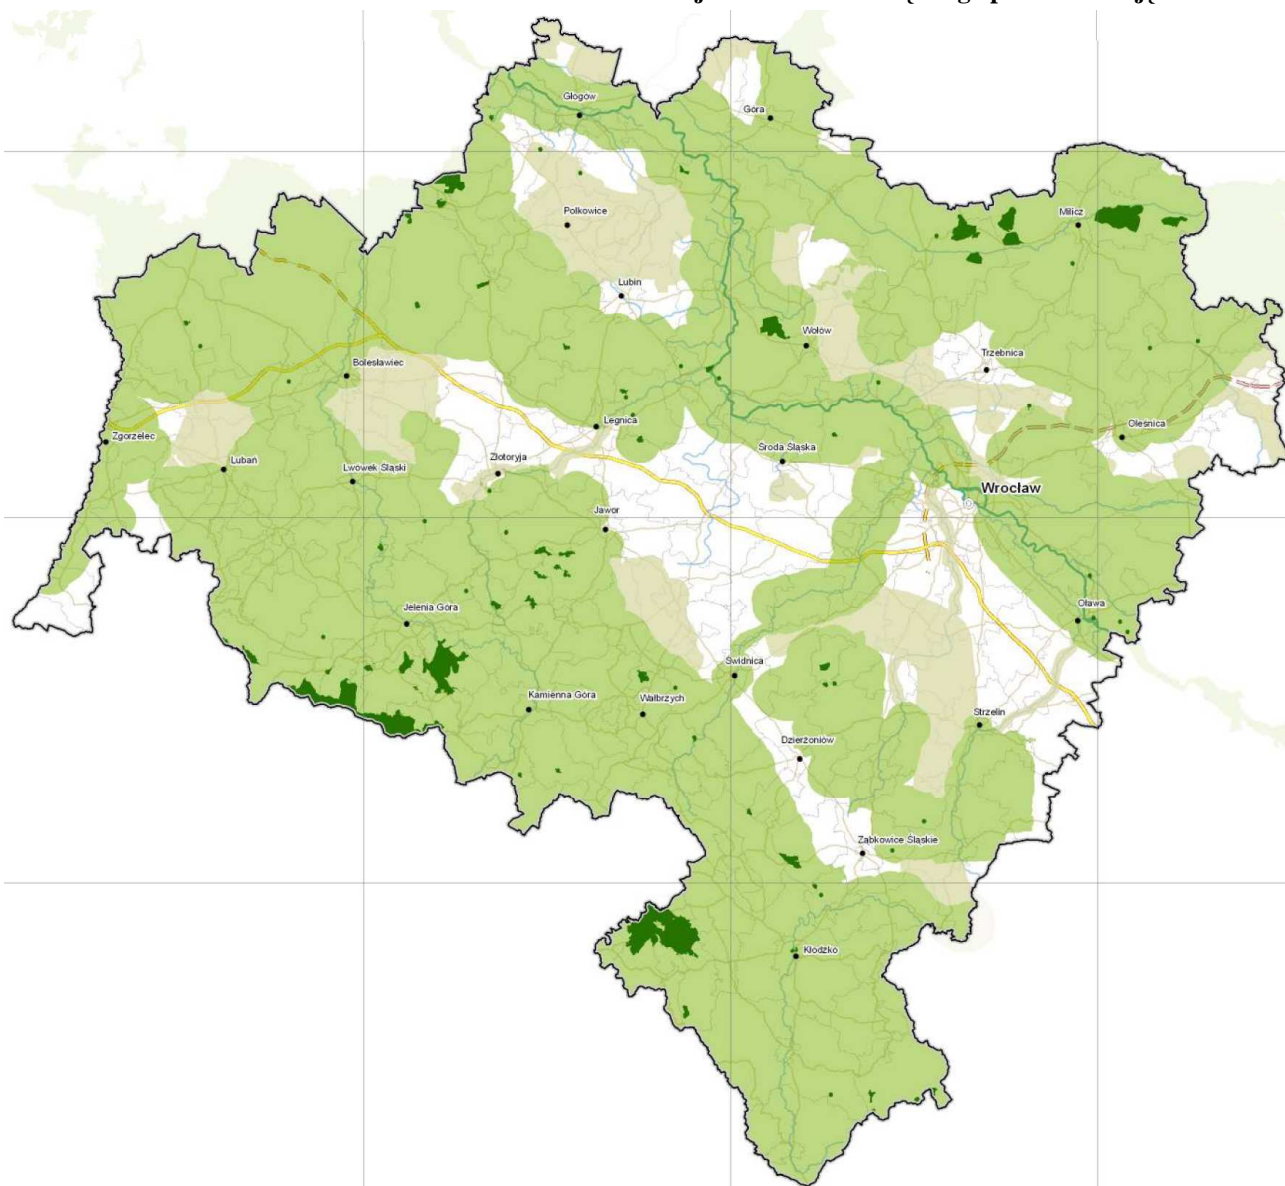 Głogów
Góra
Polkowice
Milicz
Lubin
Wołów
Trzebnica
Bolesławiec
Legnica
Oleśnica
Zgorzelec
Środa Śląska
Lubań
Złotoryja
Lwówek Śląski
Wrocław
Jawor
Jelenia Góra
Oława
Świdnica
Kamienna Góra
Wałbrzych
Strzelin
Dzierżoniów
Ząbkowice Śląskie
Kłodzko